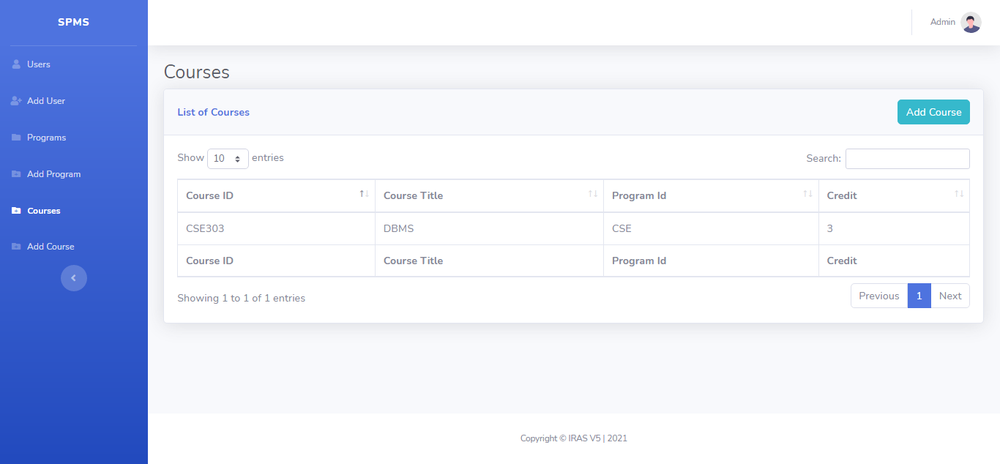 SPMS
Users
Add User
Programs
Add Program
Courses
Add Course
Admin
Courses
List of Courses
Add Course
Show 10 entries
Search:
Course ID Course Title Program Id Credit
CSE303 DBMS CSE 3
Course ID Course Title Program Id Credit
Showing 1 to 1 of 1 entries
Previous 1 Next
Copyright © IRAS V5 | 2021